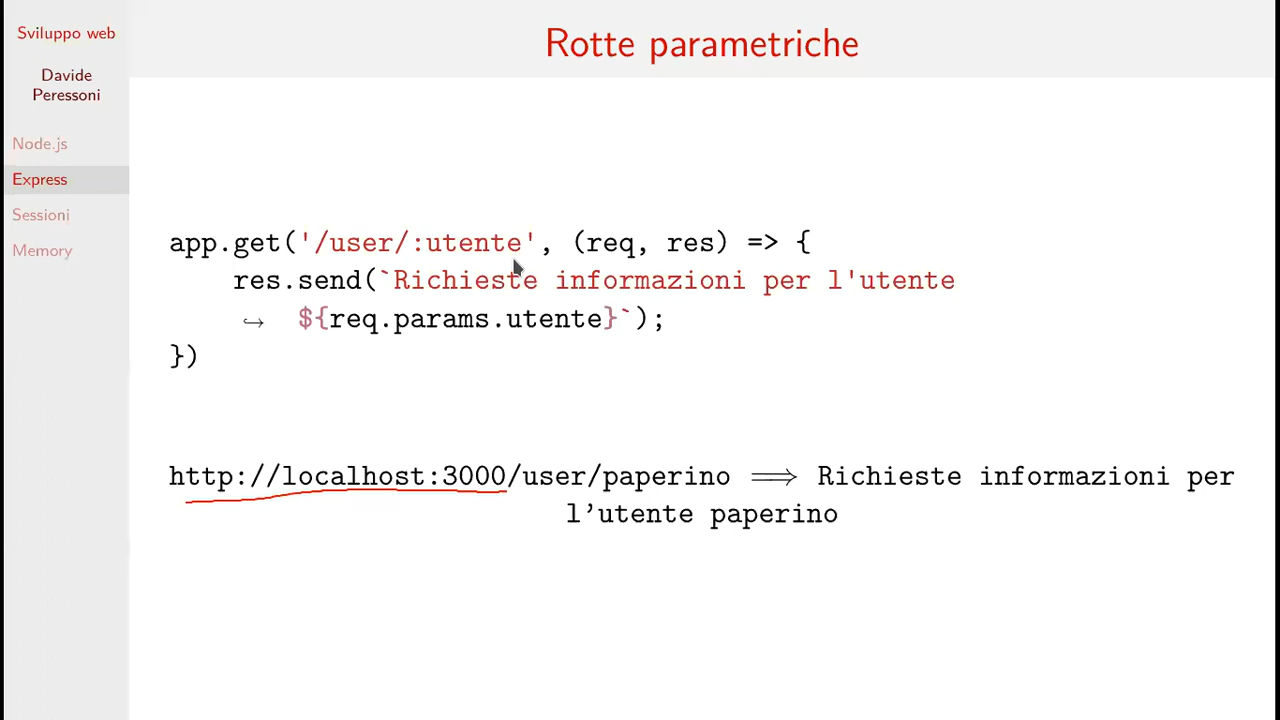 Sviluppo web
Davide
Peressoni
Node.js
Express
Sessioni
Memory
Rotte parametriche
app.get('/user/:utente', (req, res) => {
res.send(`Richieste informazioni per l'utente
↪ ${req.params.utente}`);
})
http://localhost:3000/user/paperino ⟹ Richieste informazioni per
l’utente paperino